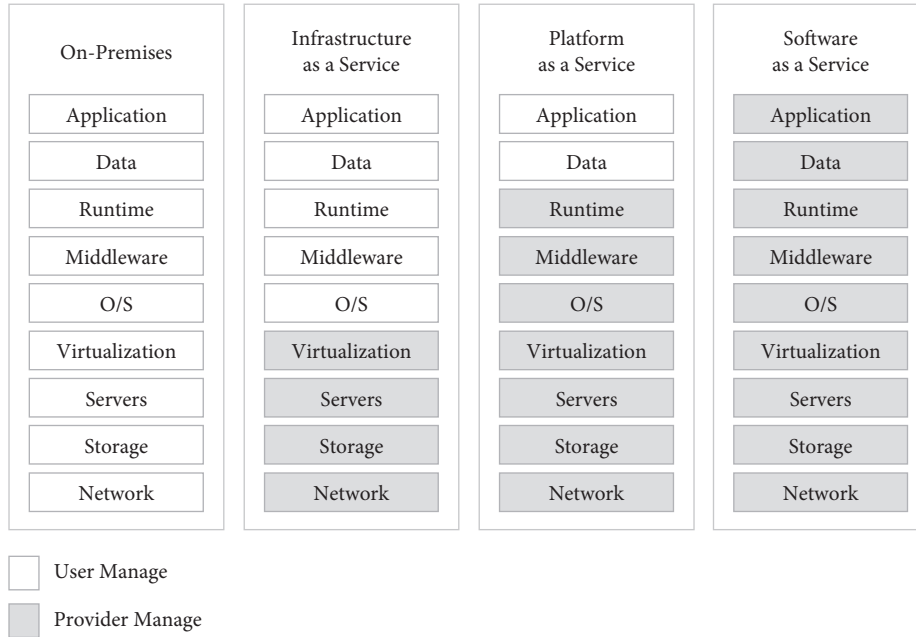 On-Premises
Application
Data
Runtime
Middleware
O/S
Virtualization
Servers
Storage
Network
Infrastructure
as a Service
Application
Data
Runtime
Middleware
O/S
Virtualization
Servers
Storage
Network
Platform
as a Service
Application
Data
Runtime
Middleware
O/S
Virtualization
Servers
Storage
Network
Software
as a Service
Application
Data
Runtime
Middleware
O/S
Virtualization
Servers
Storage
Network
User Manage
Provider Manage